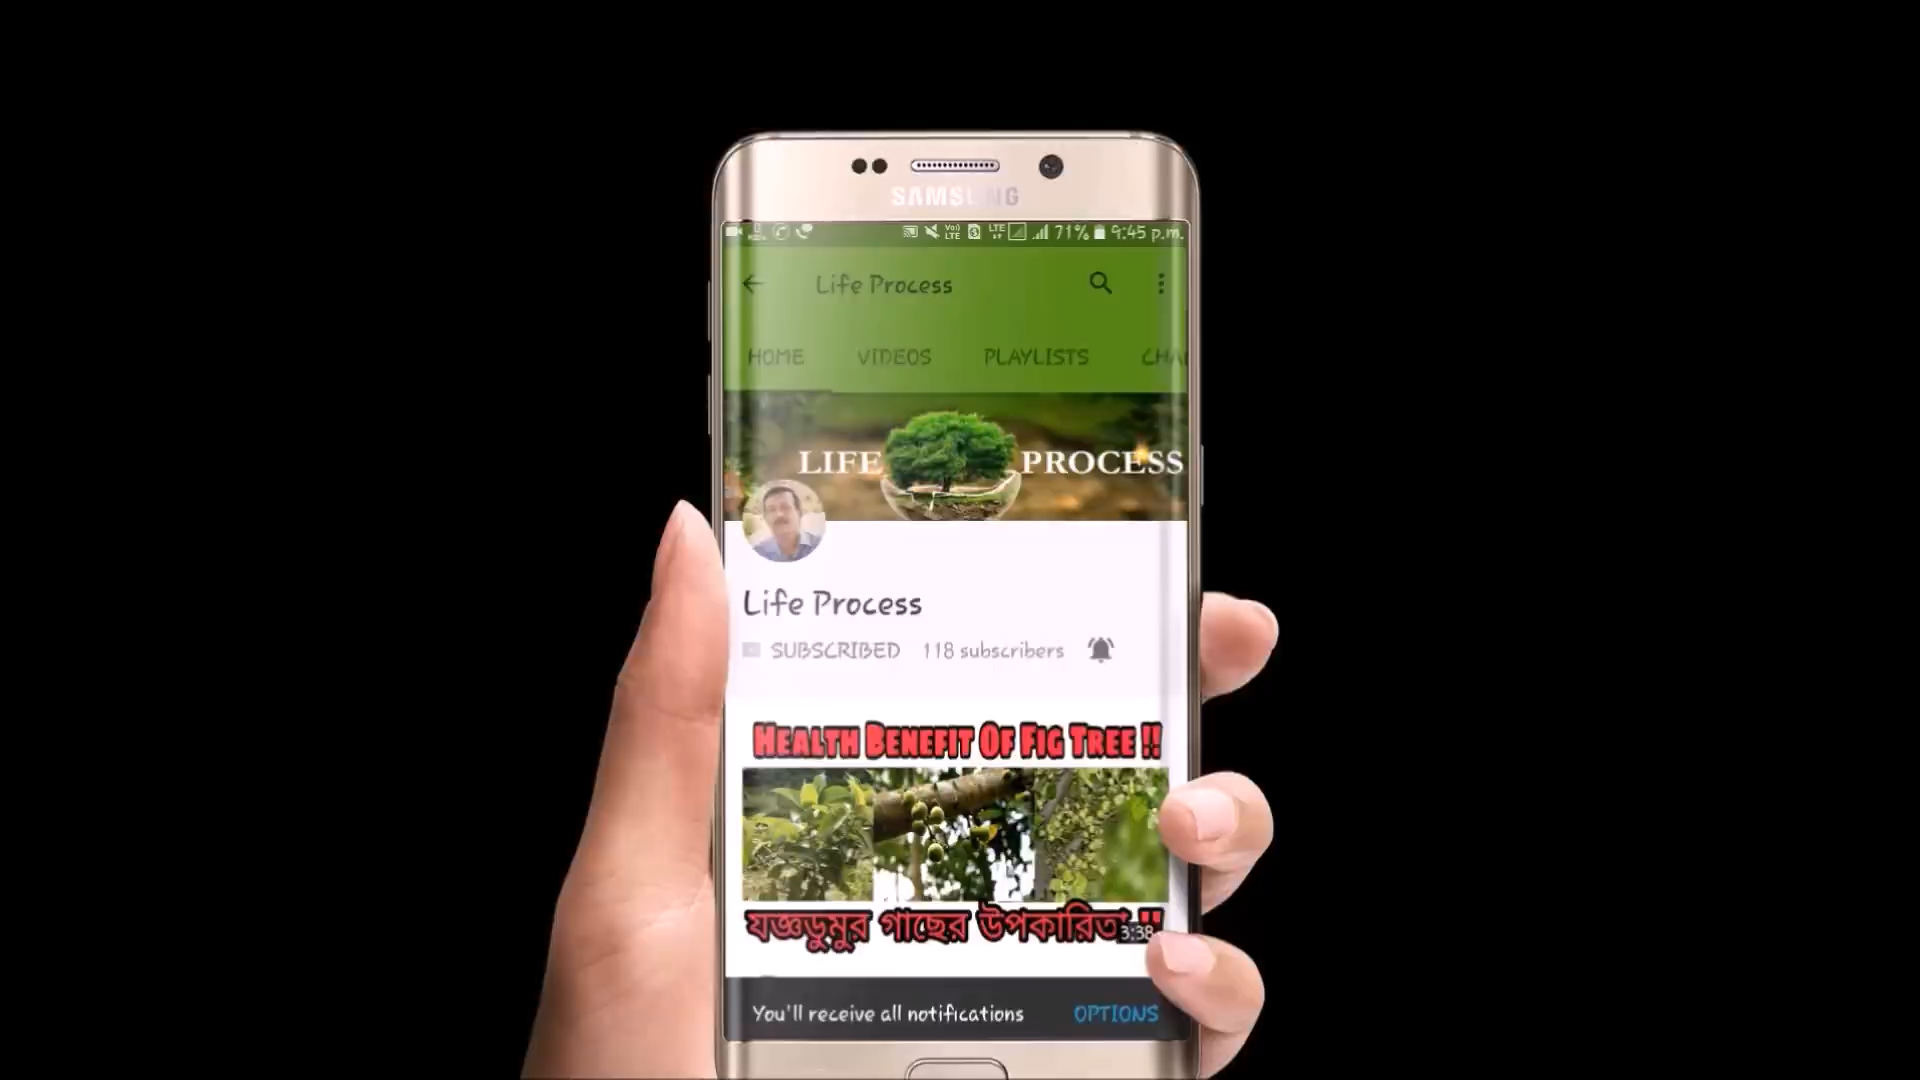 SAMSUNG
71% 9:45 p.m.
Life Process
HOME VIDEOS PLAYLISTS
LIFE PROCESS
Life Process
SUBSCRIBED 118 subscribers
HEALTH BENEFIT OF FIG TREE !!
যজ্ঞডুমুর গাছের উপকারিতা !!
3:38
You'll receive all notifications OPTIONS